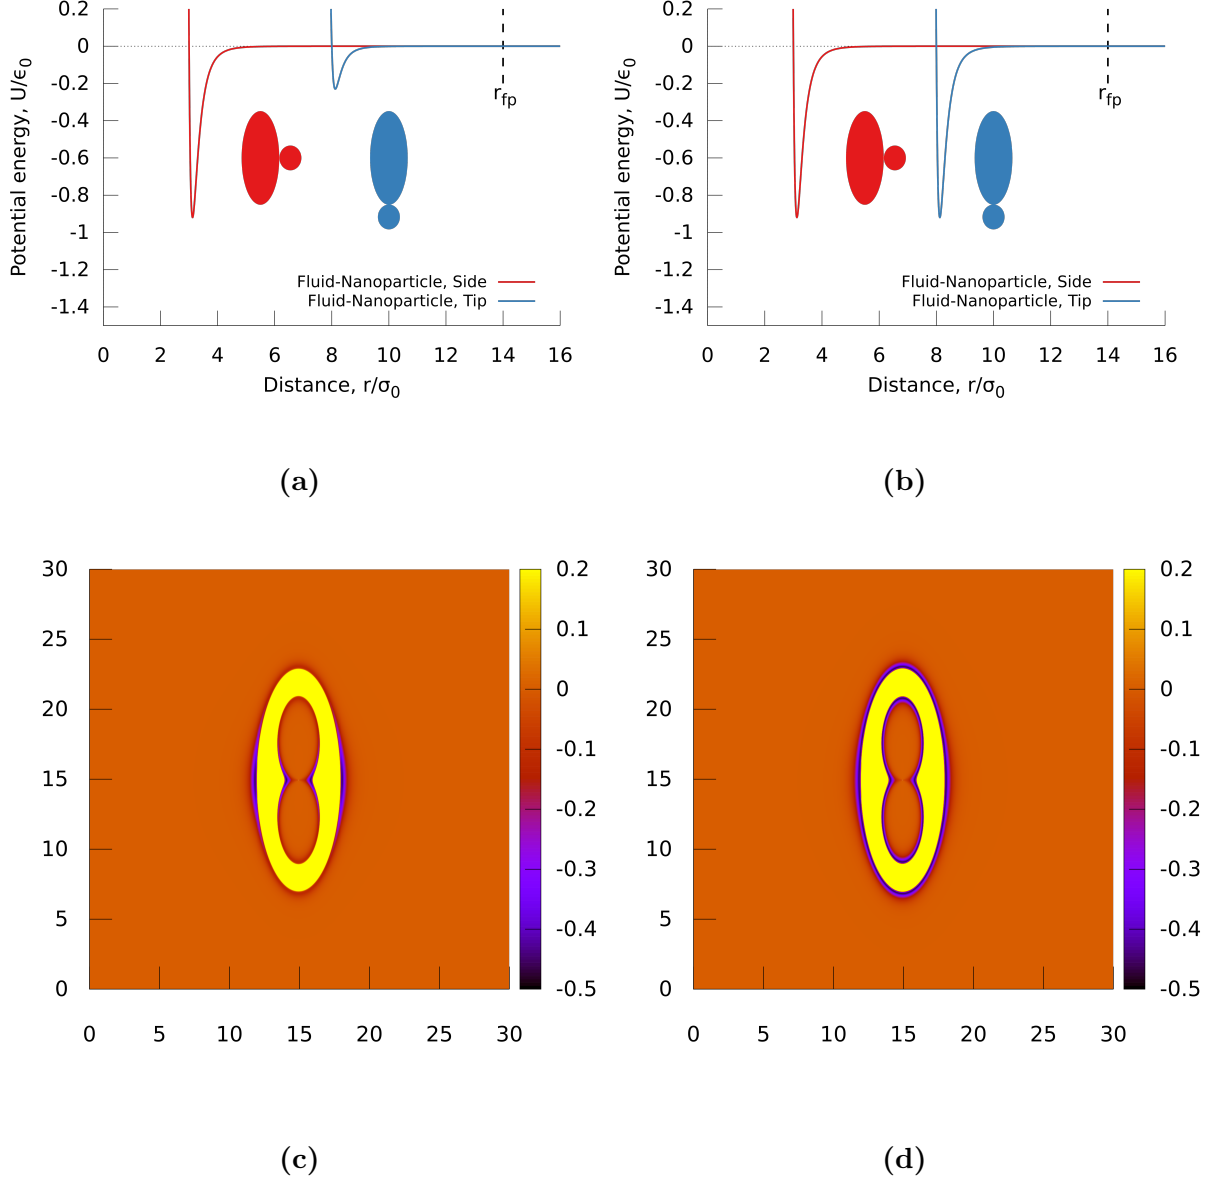 0.2
0
-0.2
-0.4
-0.6
-0.8
-1
-1.2
-1.4
Potential energy, U/ϵ0
rfp
Fluid-Nanoparticle, Side
Fluid-Nanoparticle, Tip
0 2 4 6 8 10 12 14 16
Distance, r/σ0
(a)
0.2
0
-0.2
-0.4
-0.6
-0.8
-1
-1.2
-1.4
Potential energy, U/ϵ0
rfp
Fluid-Nanoparticle, Side
Fluid-Nanoparticle, Tip
0 2 4 6 8 10 12 14 16
Distance, r/σ0
(b)
30
25
20
15
10
5
0
0 5 10 15 20 25 30
0.2
0.1
0
-0.1
-0.2
-0.3
-0.4
-0.5
(c)
30
25
20
15
10
5
0
0 5 10 15 20 25 30
0.2
0.1
0
-0.1
-0.2
-0.3
-0.4
-0.5
(d)